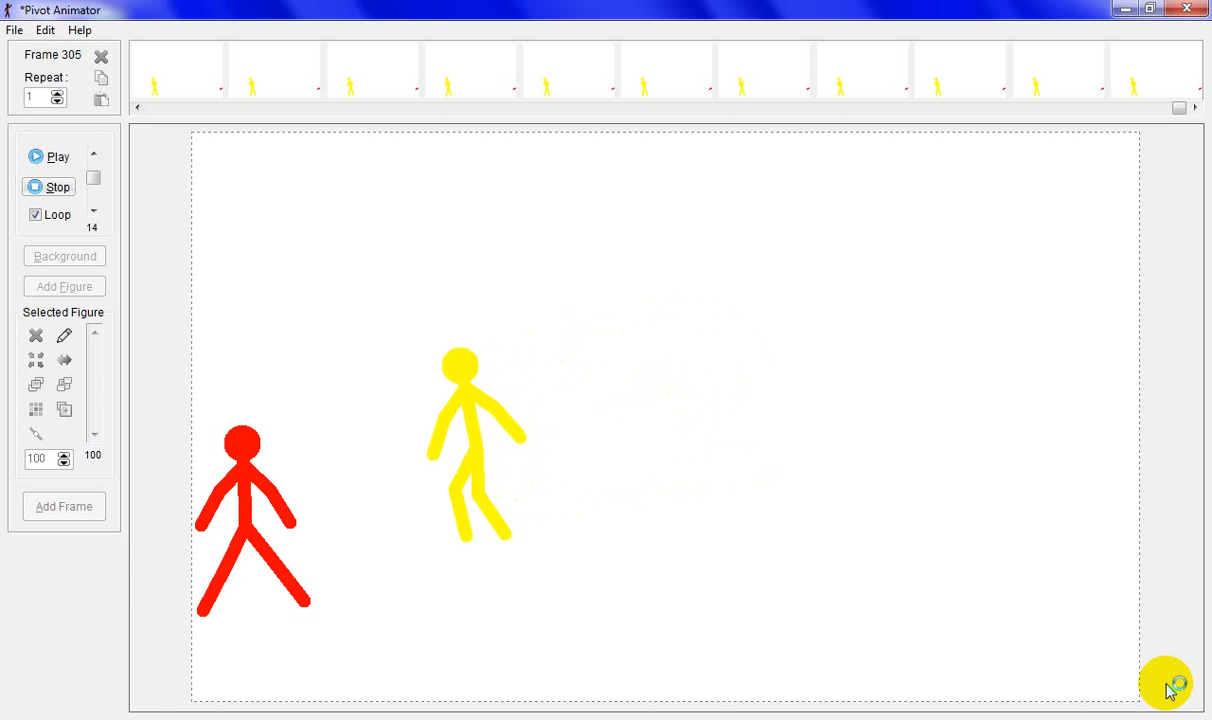 *Pivot Animator
File Edit Help
Frame 305
Repeat:
1
Play
Stop
Loop
14
Background
Add Figure
Selected Figure
100
100
Add Frame